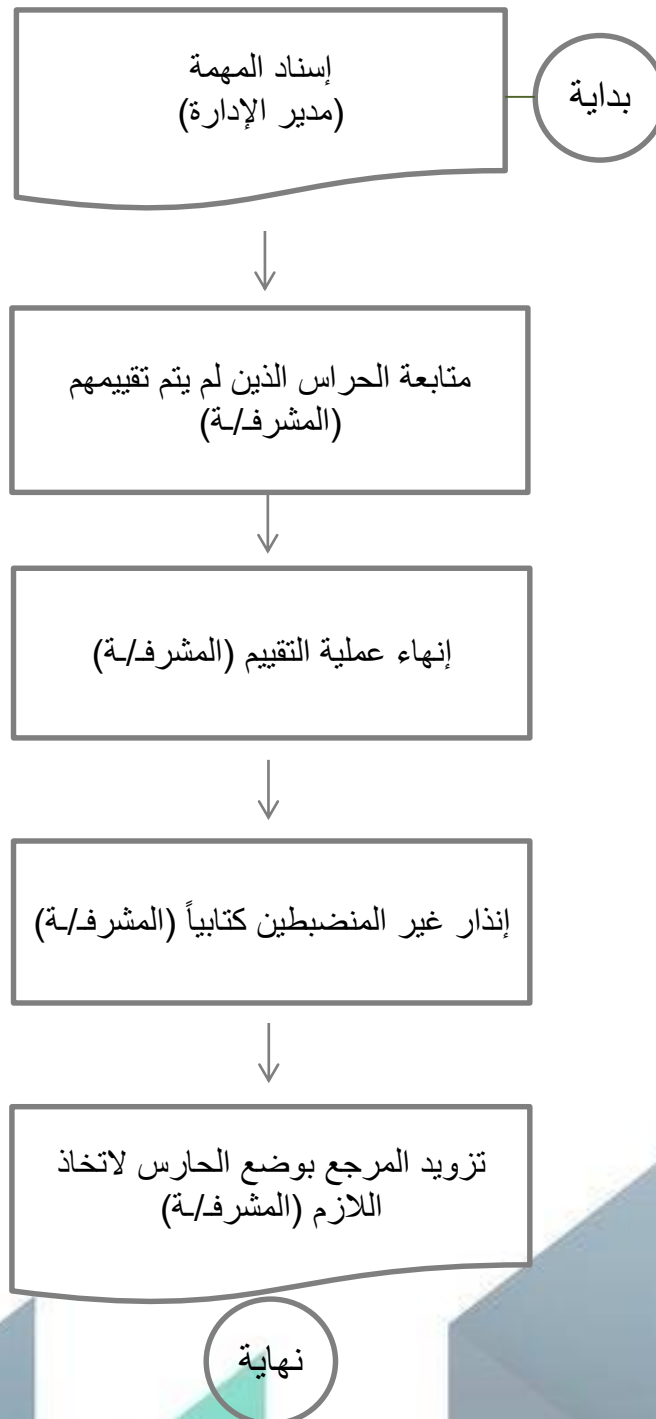 بداية
إسناد المهمة
(مدير الإدارة)
متابعة الحراس الذين لم يتم تقييمهم
(المشرفـ/ـة)
إنهاء عملية التقييم (المشرفـ/ـة)
إنذار غير المنضبطين كتابياً (المشرفـ/ـة)
تزويد المرجع بوضع الحارس لاتخاذ
اللازم (المشرفـ/ـة)
نهاية